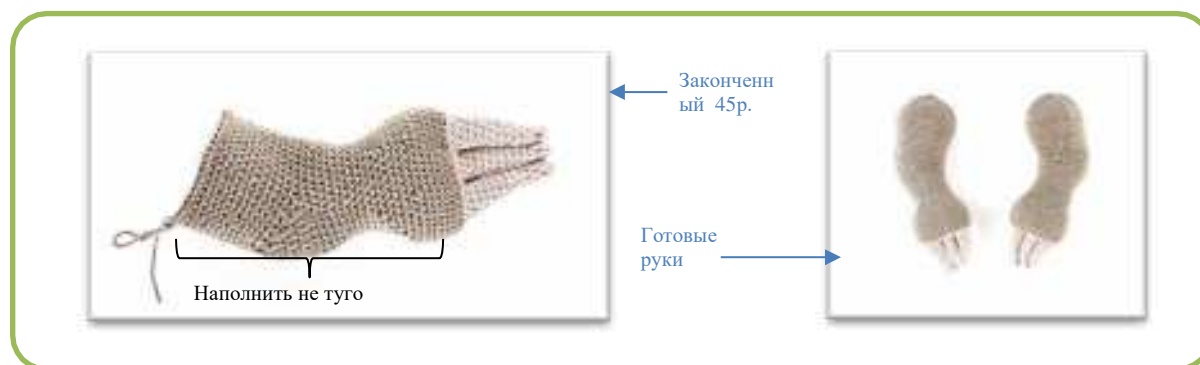 Законченн
ый 45р.
Наполнить не туго
Готовые
руки